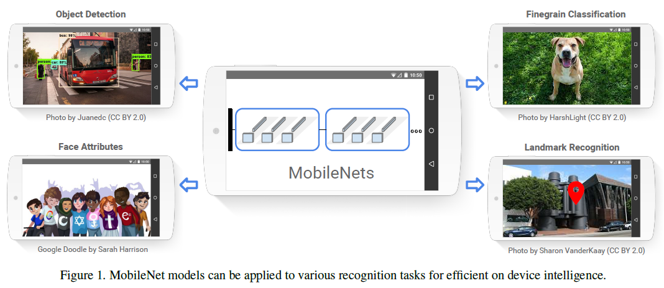 Object Detection
Photo by Juanedc (CC BY 2.0)
Face Attributes
Google Doodle by Sarah Harrison
10:00
MobileNets
Finegrain Classification
Photo by HarshLight (CC BY 2.0)
Landmark Recognition
Photo by Sharon VanderKaay (CC BY 2.0)
Figure 1. MobileNet models can be applied to various recognition tasks for efficient on device intelligence.